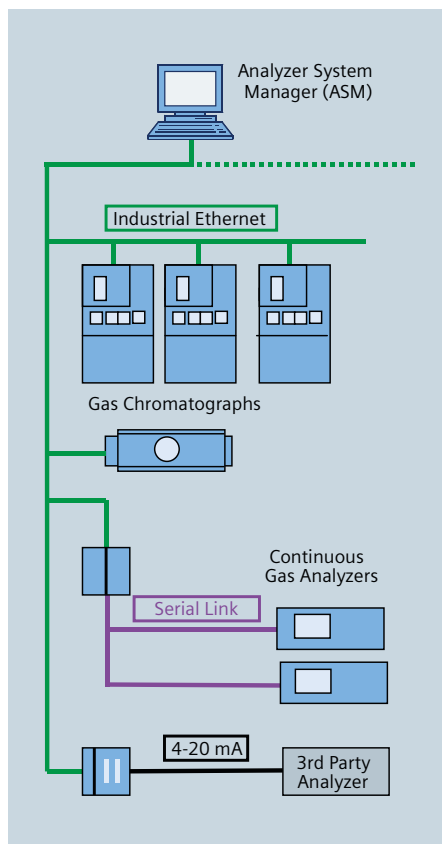 Analyzer System
Manager (ASM)
Industrial Ethernet
Gas Chromatographs
Continuous
Gas Analyzers
Serial Link
4-20 mA
3rd Party
Analyzer